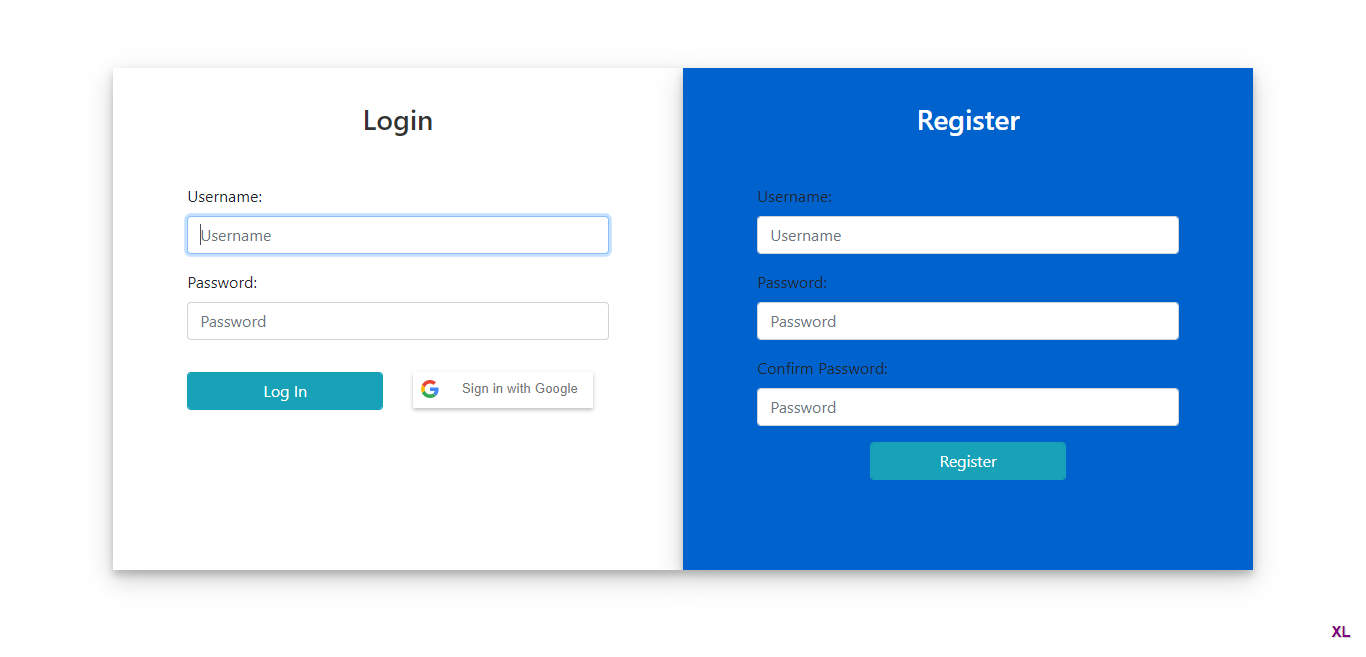 Login
Username:
Username
Password:
Password
Log In
Sign in with Google
Register
Username:
Username
Password:
Password
Confirm Password:
Password
Register
XL